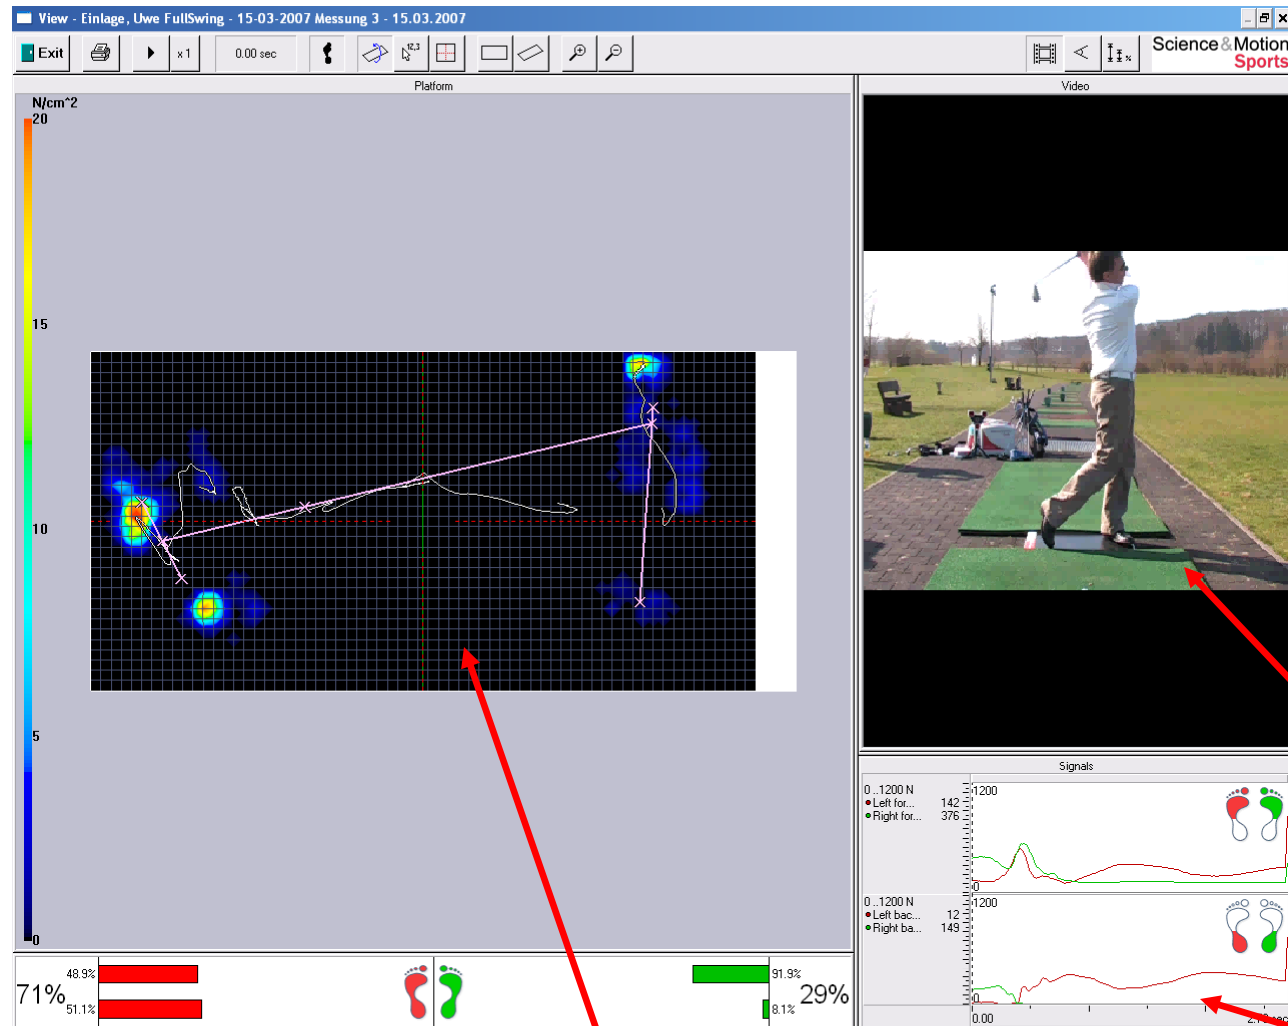 View - Einlage, Uwe FullSwing - 15-03-2007 Messung 3 - 15.03.2007
Exit
x 1
0.00 sec
12,3
Science&Motion
Sports
Platform
Video
N/cm^2
20
15
10
5
0
Signals
0 ..1200 N
Left for... 142
Right for... 376
1200
0
0 ..1200 N
Left bac... 12
Right ba... 149
1200
0
0.00
48.9%
71%
51.1%
91.9%
29%
8.1%